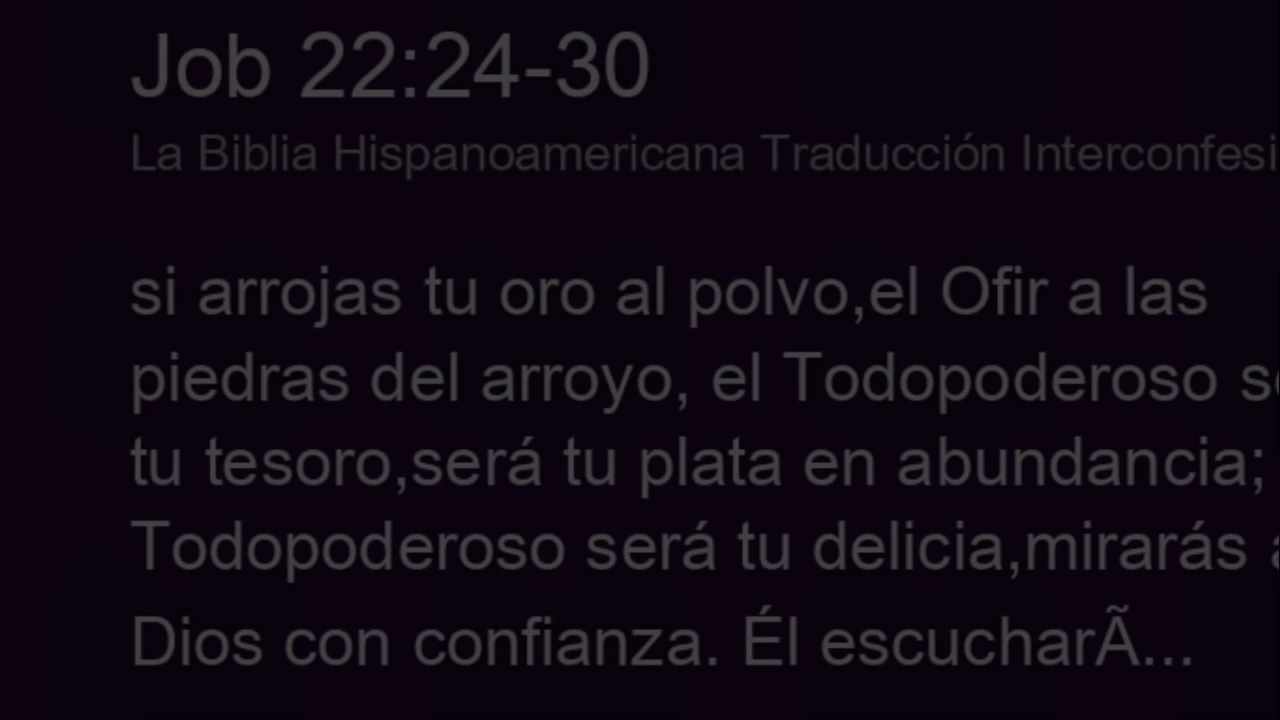 Job 22:24-30
La Biblia Hispanoamericana Traducción Interconfesi
si arrojas tu oro al polvo,el Ofir a las
piedras del arroyo, el Todopoderoso
tu tesoro,será tu plata en abundancia;
Todopoderoso será tu delicia,mirarás
Dios con confianza. Él escucharÃ...